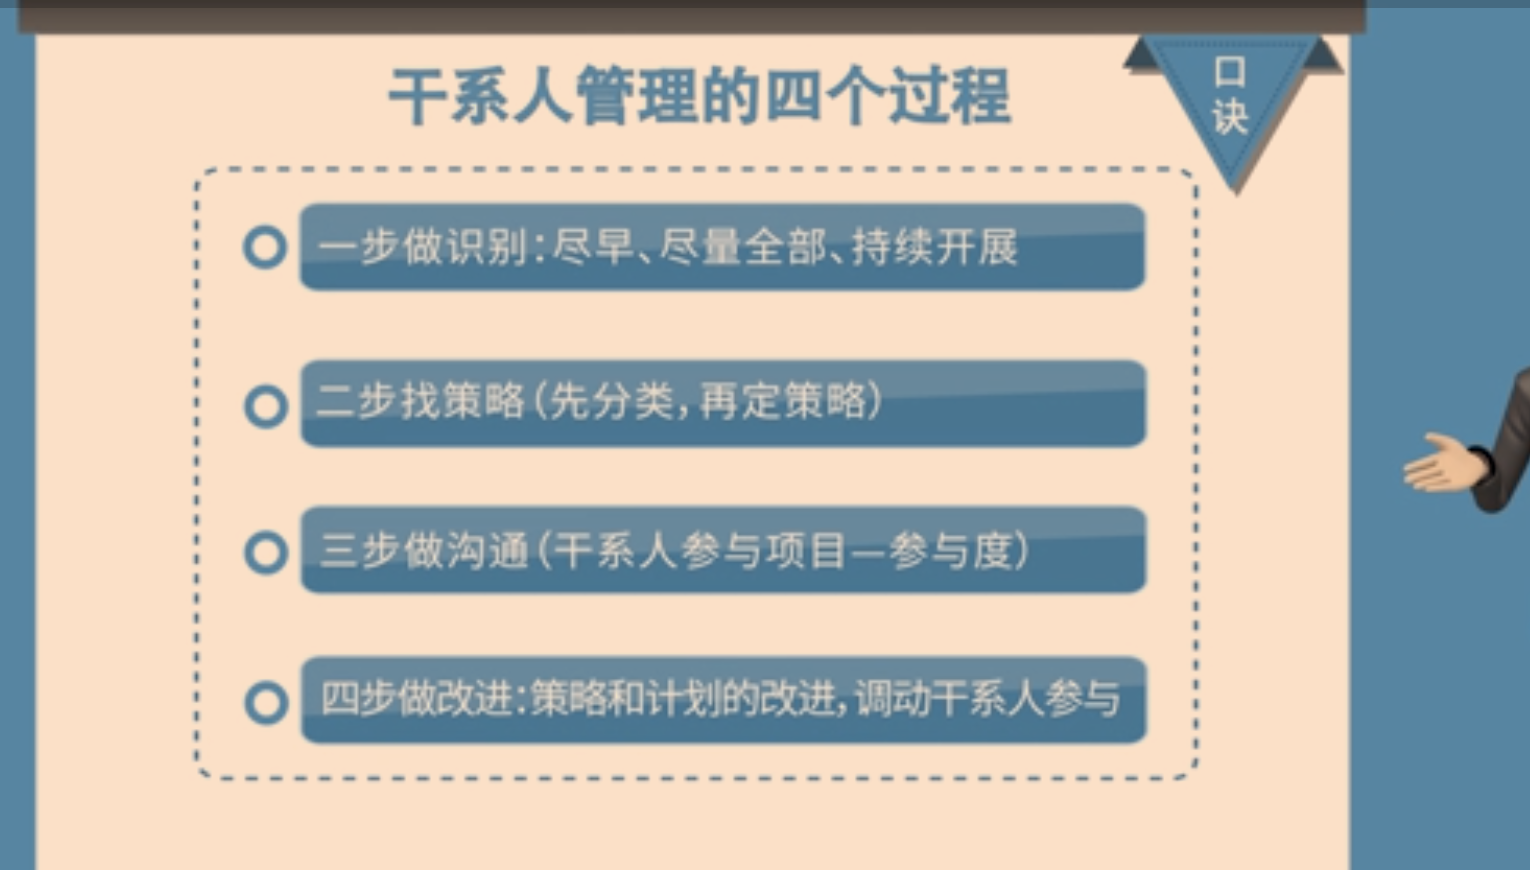 干系人管理的四个过程
口
诀
一步做识别：尽早、尽量全部、持续开展
二步找策略（先分类，再定策略）
三步做沟通（干系人参与项目—参与度）
四步做改进：策略和计划的改进，调动干系人参与